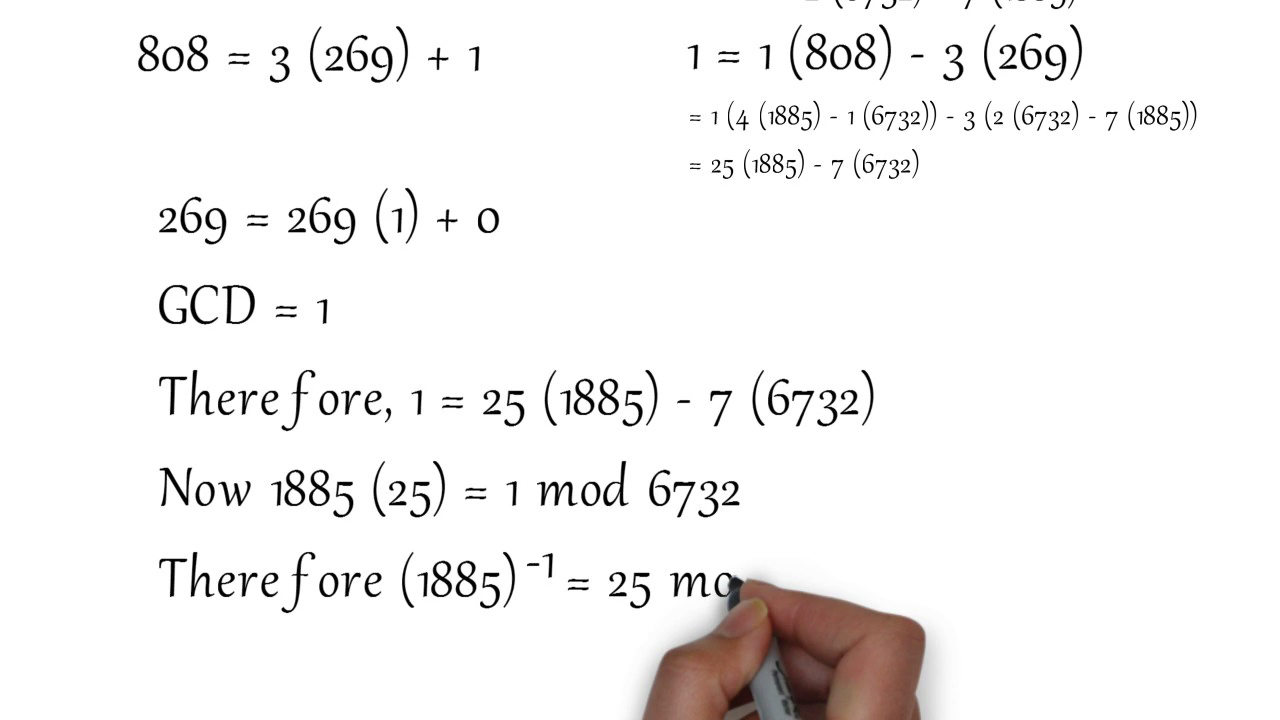 808 = 3 (269) + 1
1 = 1 (808) - 3 (269)
= 1 (4 (1885) - 1 (6732)) - 3 (2 (6732) - 7 (1885))
= 25 (1885) - 7 (6732)
269 = 269 (1) + 0
GCD = 1
Therefore, 1 = 25 (1885) - 7 (6732)
Now 1885 (25) = 1 mod 6732
Therefore (1885)⁻¹ = 25 mo